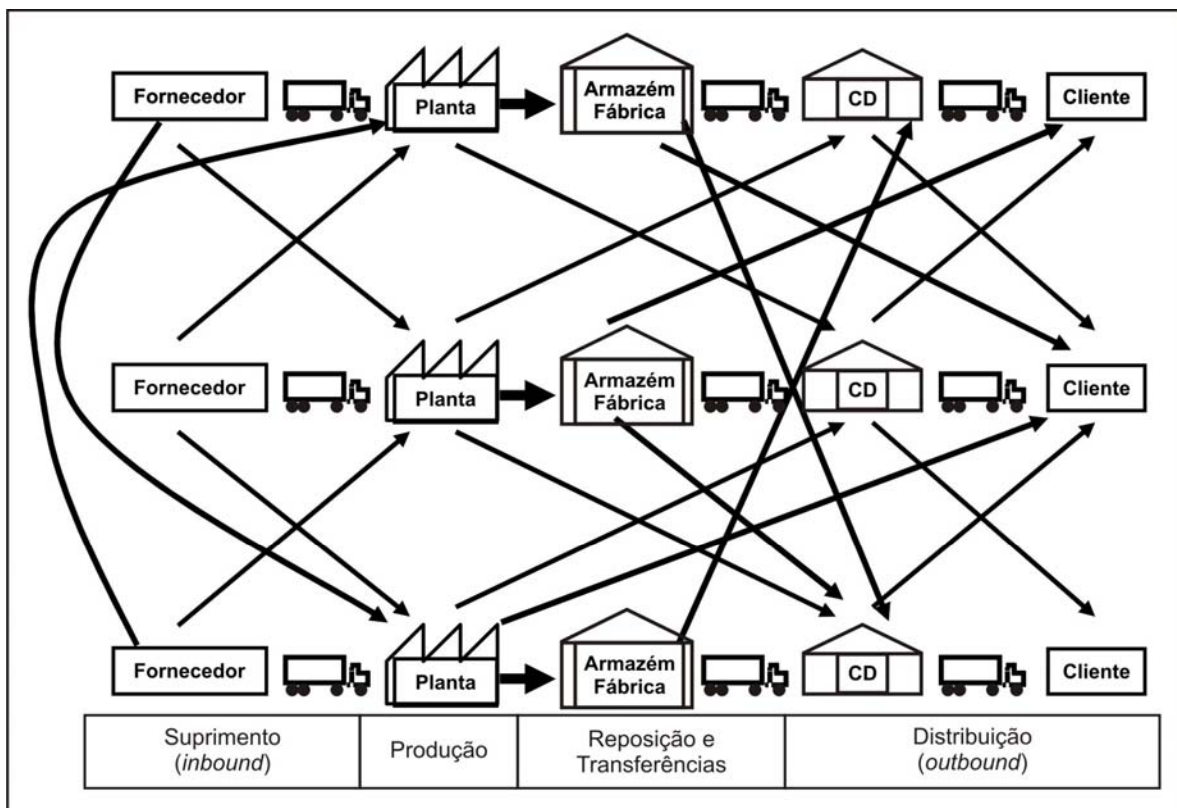 Fornecedor
Planta
Armazém
Fábrica
CD
Cliente
Fornecedor
Planta
Armazém
Fábrica
CD
Cliente
Fornecedor
Planta
Armazém
Fábrica
CD
Cliente
Suprimento
(inbound)
Produção
Reposição e
Transferências
Distribuição
(outbound)